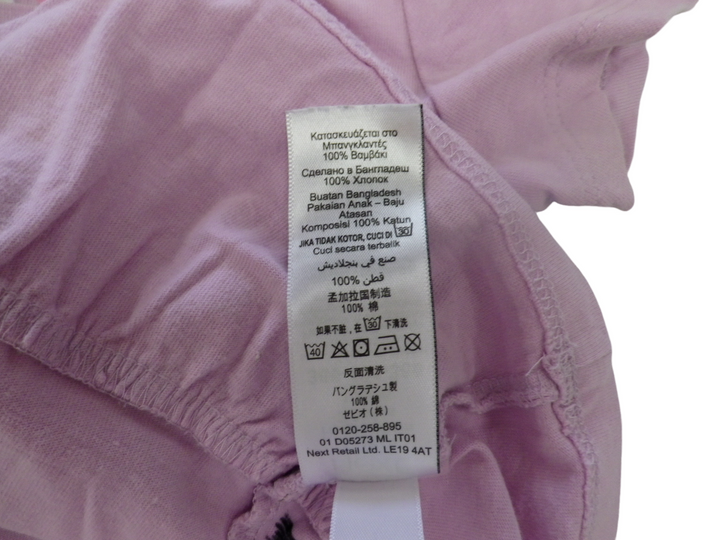 Κατασκευάζεται στο
Μπανγκλαντές
100% Βαμβάκι
Сделано в Бангладеш
100% Хлопок
Buatan Bangladesh
Pakaian Anak – Baju
Atasan
Komposisi 100% Katun
JIKA TIDAK KOTOR, CUCI DI 30
Cuci secara terbalik
صنع في بنجلاديش
قطن %100
孟加拉国制造
100% 棉
如果不脏，在 30 下清洗
40
反面清洗
バングラデシュ製
100% 綿
ゼビオ（株）
0120-258-895
01 D05273 ML IT01
Next Retail Ltd. LE19 4AT